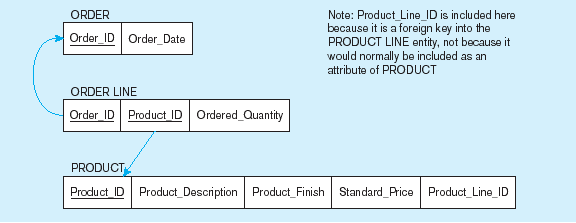 ORDER
Order_ID Order_Date
Note: Product_Line_ID is included here
because it is a foreign key into the
PRODUCT LINE entity, not because it
would normally be included as an
attribute of PRODUCT
ORDER LINE
Order_ID Product_ID Ordered_Quantity
PRODUCT
Product_ID Product_Description Product_Finish Standard_Price Product_Line_ID